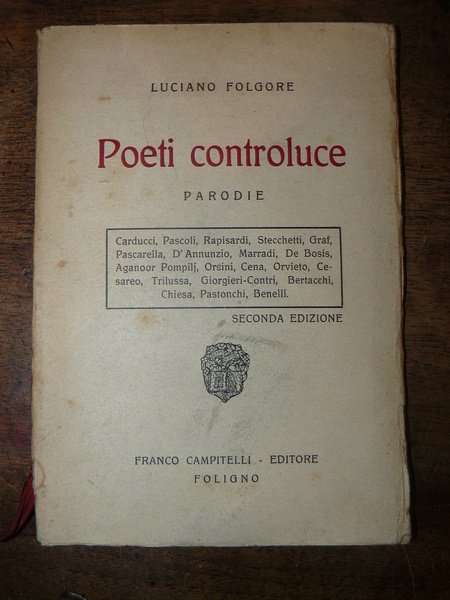 LUCIANO FOLGORE
Poeti controluce
PARODIE
Carducci, Pascoli, Rapisardi, Stecchetti, Graf,
Pascarella, D'Annunzio, Marradi, De Bosis,
Aganoor Pompilj, Orsini, Cena, Orvieto, Ce-
sareo, Trilussa, Giorgieri-Contri, Bertacchi,
Chiesa, Pastonchi, Benelli.
SECONDA EDIZIONE
FRANCO CAMPITELLI - EDITORE
FOLIGNO